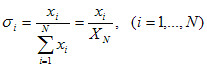 σ_i = x_i / ∑_{i=1}^{N} x_i = x_i / X_N , (i = 1,..., N)